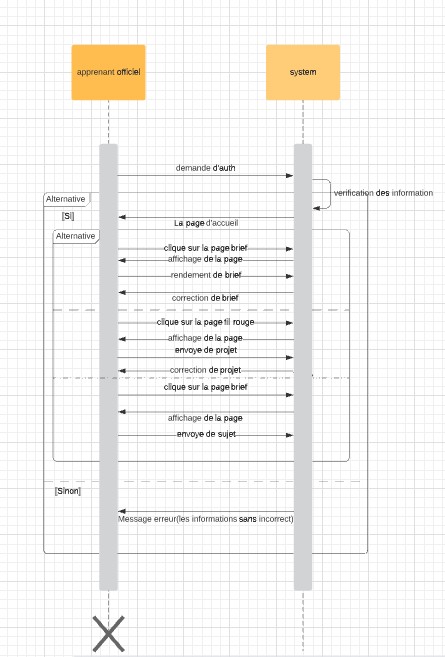 apprenant officiel
system
demande d'auth
verification des information
Alternative
[Si]
La page d'accueil
Alternative
clique sur la page brief
affichage de la page
rendement de brief
correction de brief
clique sur la page fil rouge
affichage de la page
envoye de projet
correction de projet
clique sur la page brief
affichage de la page
envoye de sujet
[Sinon]
Message erreur(les informations sans incorrect)